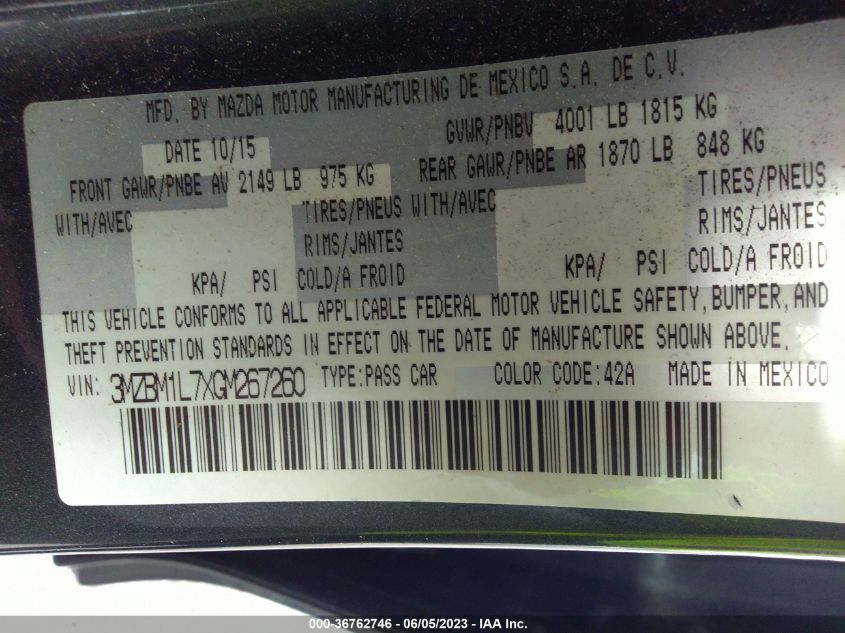 MFD. BY MAZDA MOTOR MANUFACTURING DE MEXICO S.A. DE C.V.
DATE 10/15 GVWR/PNBV 4001 LB 1815 KG
FRONT GAWR/PNBE AV 2149 LB 975 KG REAR GAWR/PNBE AR 1870 LB 848 KG
WITH/AVEC TIRES/PNEUS WITH/AVEC TIRES/PNEUS
RIMS/JANTES RIMS/JANTES
KPA/ PSI COLD/A FROID KPA/ PSI COLD/A FROID
THIS VEHICLE CONFORMS TO ALL APPLICABLE FEDERAL MOTOR VEHICLE SAFETY, BUMPER, AND
THEFT PREVENTION STANDARDS IN EFFECT ON THE DATE OF MANUFACTURE SHOWN ABOVE.
VIN: 3MZBM1L7XGM267260 TYPE:PASS CAR COLOR CODE:42A MADE IN MEXICO
000-36762746 - 06/05/2023 - IAA Inc.